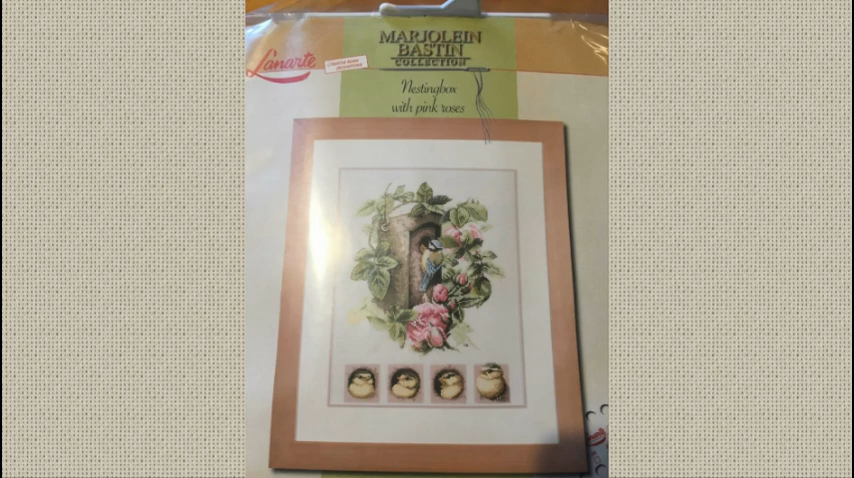 MARJOLEIN
BASTIN
COLLECTION
Lanarte
Nestingbox
with pink roses